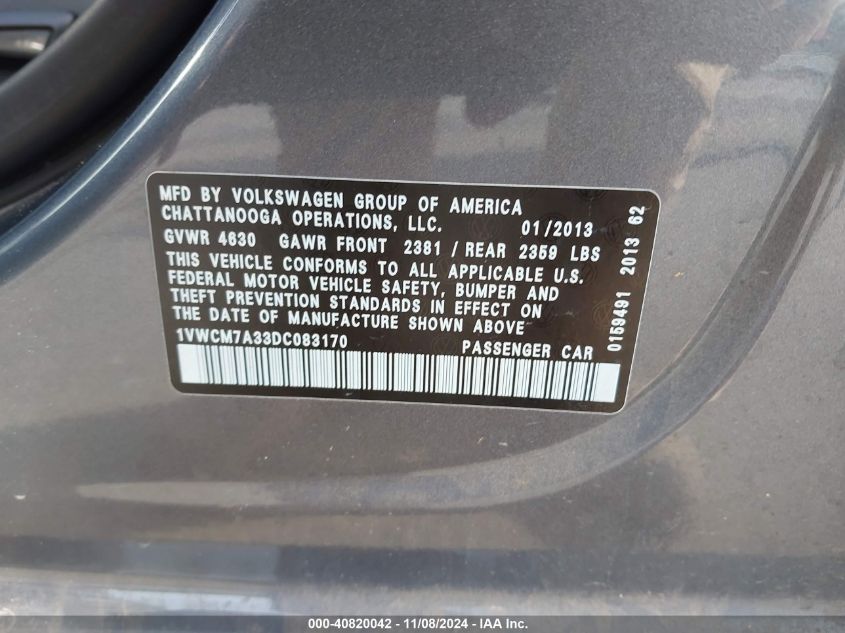 MFD BY VOLKSWAGEN GROUP OF AMERICA
CHATTANOOGA OPERATIONS, LLC. 01/2013
GVWR 4630 GAWR FRONT 2381 / REAR 2359 LBS
THIS VEHICLE CONFORMS TO ALL APPLICABLE U.S.
FEDERAL MOTOR VEHICLE SAFETY, BUMPER AND
THEFT PREVENTION STANDARDS IN EFFECT ON
THE DATE OF MANUFACTURE SHOWN ABOVE
1VWCM7A33DC083170 PASSENGER CAR
0159491 2013 62
000-40820042 - 11/08/2024 - IAA Inc.